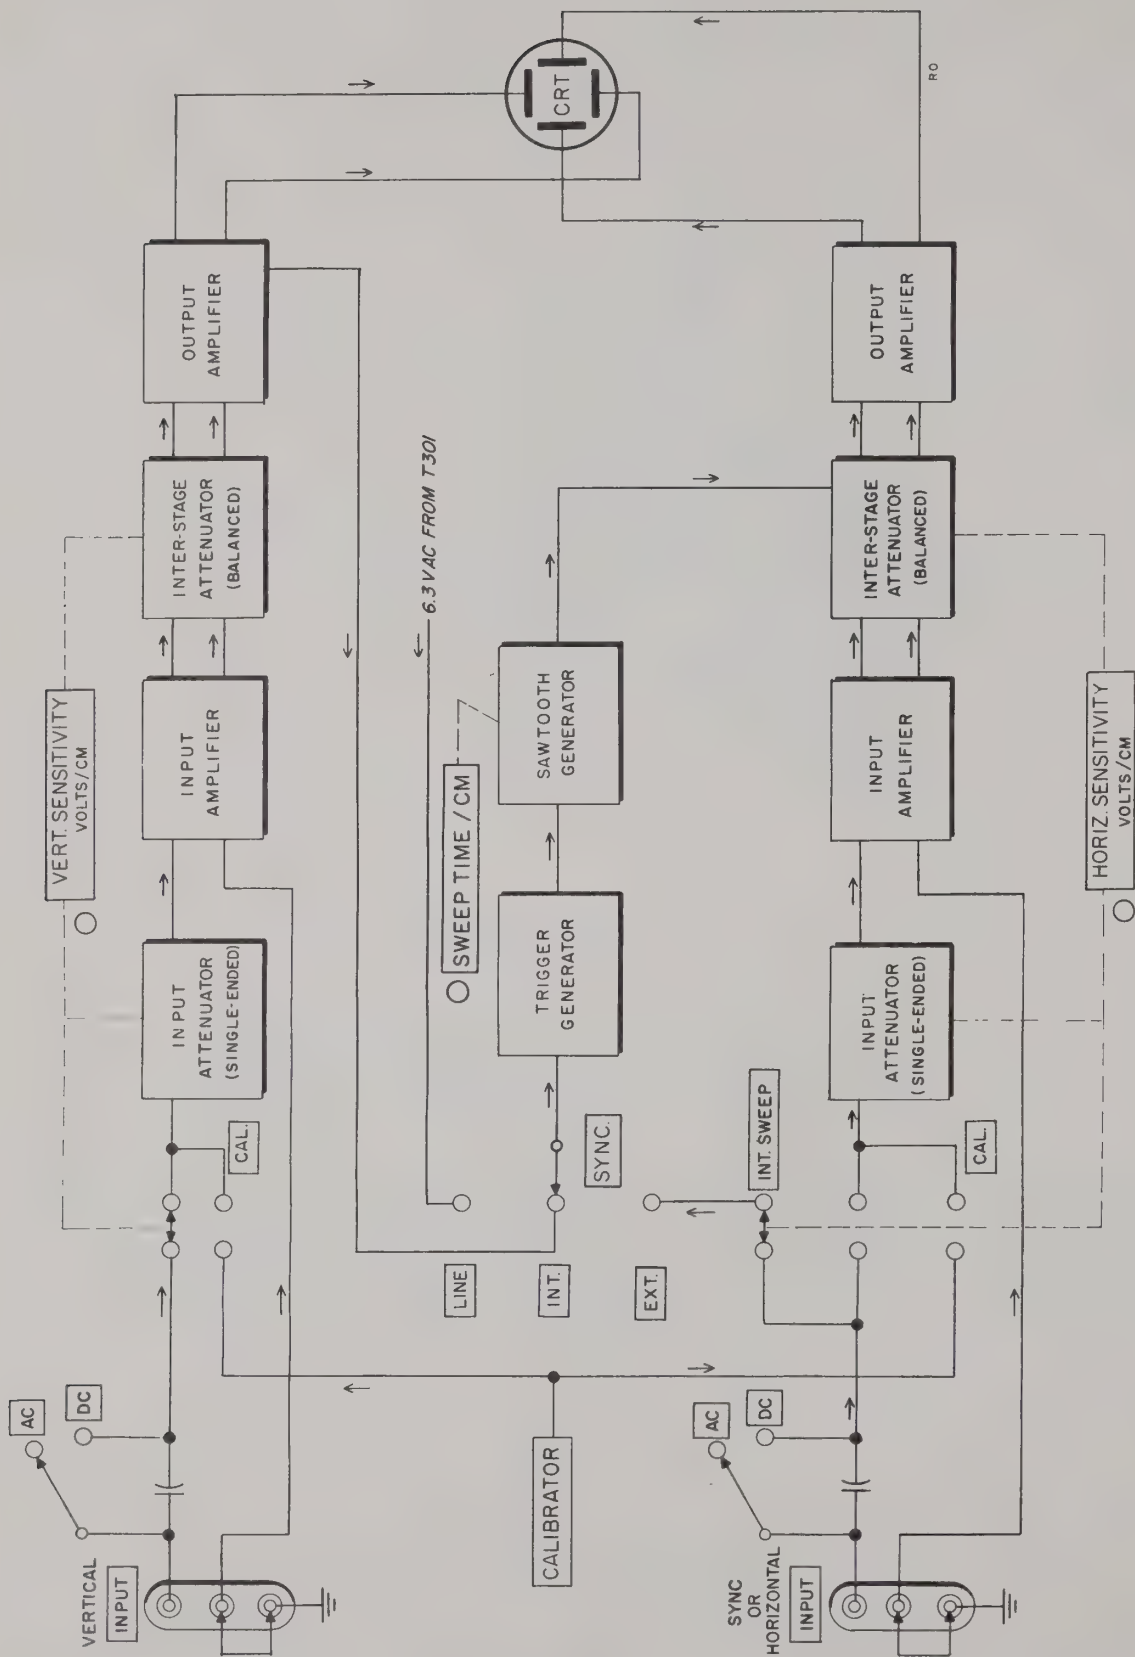 VERTICAL
INPUT
AC
DC
CAL.
INPUT
ATTENUATOR
(SINGLE-ENDED)
VERT. SENSITIVITY
VOLTS/CM
INPUT
AMPLIFIER
INTER-STAGE
ATTENUATOR
(BALANCED)
OUTPUT
AMPLIFIER
CRT
6.3 VAC FROM T301
LINE
INT.
EXT.
SYNC.
SWEEP TIME / CM
TRIGGER
GENERATOR
SAWTOOTH
GENERATOR
CALIBRATOR
INT. SWEEP
SYNC
OR
HORIZONTAL
INPUT
AC
DC
CAL.
INPUT
ATTENUATOR
(SINGLE-ENDED)
INPUT
AMPLIFIER
INTER-STAGE
ATTENUATOR
(BALANCED)
OUTPUT
AMPLIFIER
HORIZ. SENSITIVITY
VOLTS/CM
RO